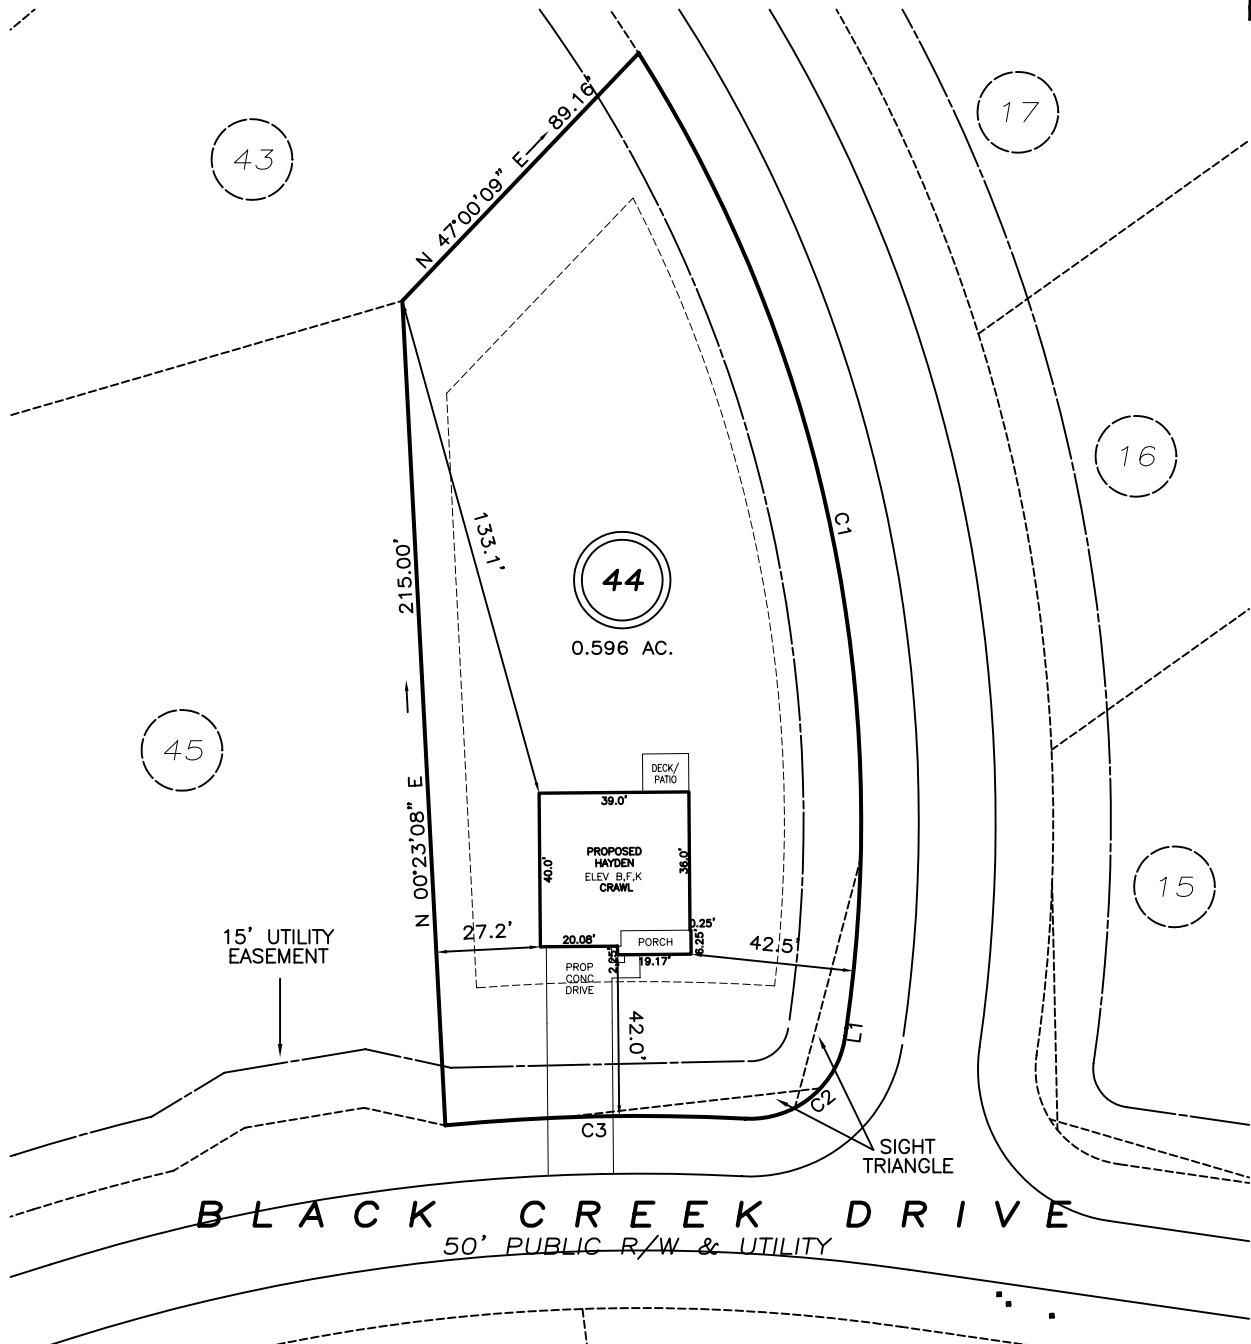 17
43
N 47°00'09" E 89.16'
16
C1
133.1'
215.00'
44
0.596 AC.
45
DECK/
PATIO
39.0'
PROPOSED
HAYDEN
ELEV B,F,K
CRAWL
40.0'
36.0'
N 00°23'08" E
15
0.25'
6.25'
27.2'
20.08'
PORCH
42.5'
15' UTILITY
EASEMENT
2.25'
19.17'
PROP
CONC
DRIVE
42.0'
L1
C2
C3
SIGHT
TRIANGLE
BLACK CREEK DRIVE
50' PUBLIC R/W & UTILITY